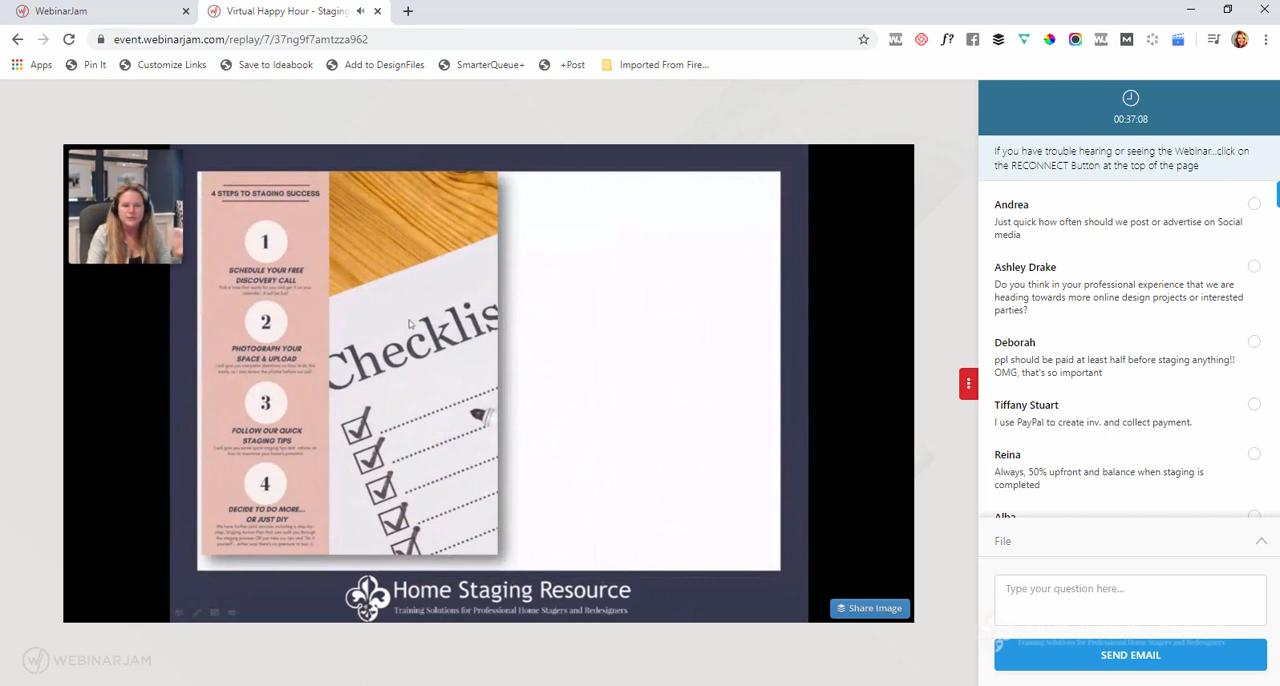 WebinarJam
Virtual Happy Hour - Staging
event.webinarjam.com/replay/7/37ng9f7amtzza962
Apps
Pin It
Customize Links
Save to Ideabook
Add to DesignFiles
SmarterQueue+
+Post
Imported From Fire...
4 STEPS TO STAGING SUCCESS
1
SCHEDULE YOUR FREE
DISCOVERY CALL
2
PHOTOGRAPH YOUR
SPACE & UPLOAD
3
FOLLOW OUR QUICK
STAGING TIPS
4
DECIDE TO DO MORE...
OR JUST DIY
Checklis
Home Staging Resource
Training Solutions for Professional Home Stagers and Redesigners
Share Image
WEBINARJAM
00:37:08
If you have trouble hearing or seeing the Webinar...click on
the RECONNECT Button at the top of the page
Andrea
Just quick how often should we post or advertise on Social
media
Ashley Drake
Do you think in your professional experience that we are
heading towards more online design projects or interested
parties?
Deborah
ppl should be paid at least half before staging anything!!
OMG, that's so important
Tiffany Stuart
I use PayPal to create inv. and collect payment.
Reina
Always, 50% upfront and balance when staging is
completed
Alba
File
Type your question here...
SEND EMAIL